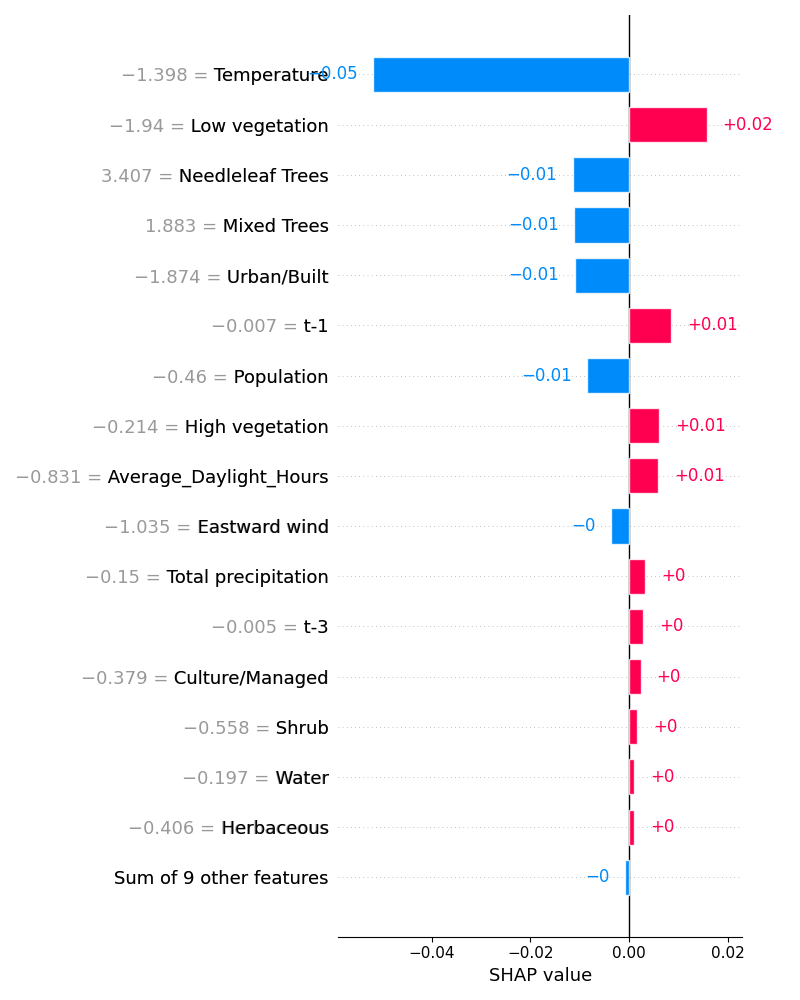 −1.398 = Temperature −0.05
−1.94 = Low vegetation +0.02
3.407 = Needleleaf Trees −0.01
1.883 = Mixed Trees −0.01
−1.874 = Urban/Built −0.01
−0.007 = t-1 +0.01
−0.46 = Population −0.01
−0.214 = High vegetation +0.01
−0.831 = Average_Daylight_Hours +0.01
−1.035 = Eastward wind −0
−0.15 = Total precipitation +0
−0.005 = t-3 +0
−0.379 = Culture/Managed +0
−0.558 = Shrub +0
−0.197 = Water +0
−0.406 = Herbaceous +0
Sum of 9 other features −0
−0.04 −0.02 0.00 0.02
SHAP value